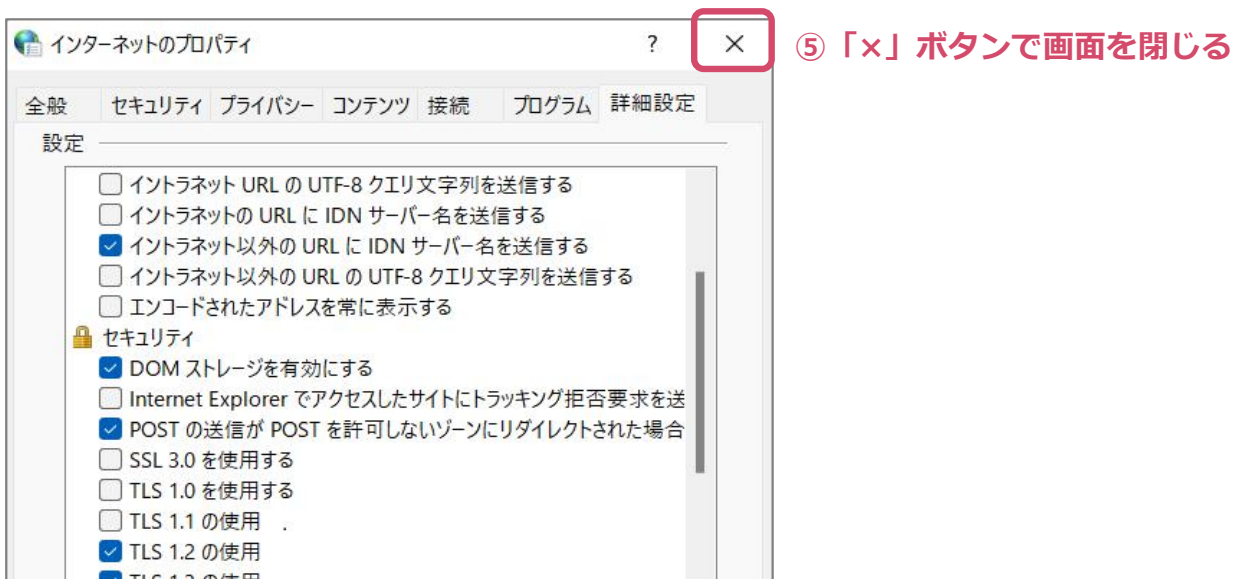 インターネットのプロパティ ? ×
⑤「×」ボタンで画面を閉じる
全般 セキュリティ プライバシー コンテンツ 接続 プログラム 詳細設定
設定
イントラネット URL の UTF-8 クエリ文字列を送信する
イントラネットの URL に IDN サーバー名を送信する
イントラネット以外の URL に IDN サーバー名を送信する
イントラネット以外の URL の UTF-8 クエリ文字列を送信する
エンコードされたアドレスを常に表示する
セキュリティ
DOM ストレージを有効にする
Internet Explorer でアクセスしたサイトにトラッキング拒否要求を送
POST の送信が POST を許可しないゾーンにリダイレクトされた場合
SSL 3.0 を使用する
TLS 1.0 を使用する
TLS 1.1 の使用 .
TLS 1.2 の使用